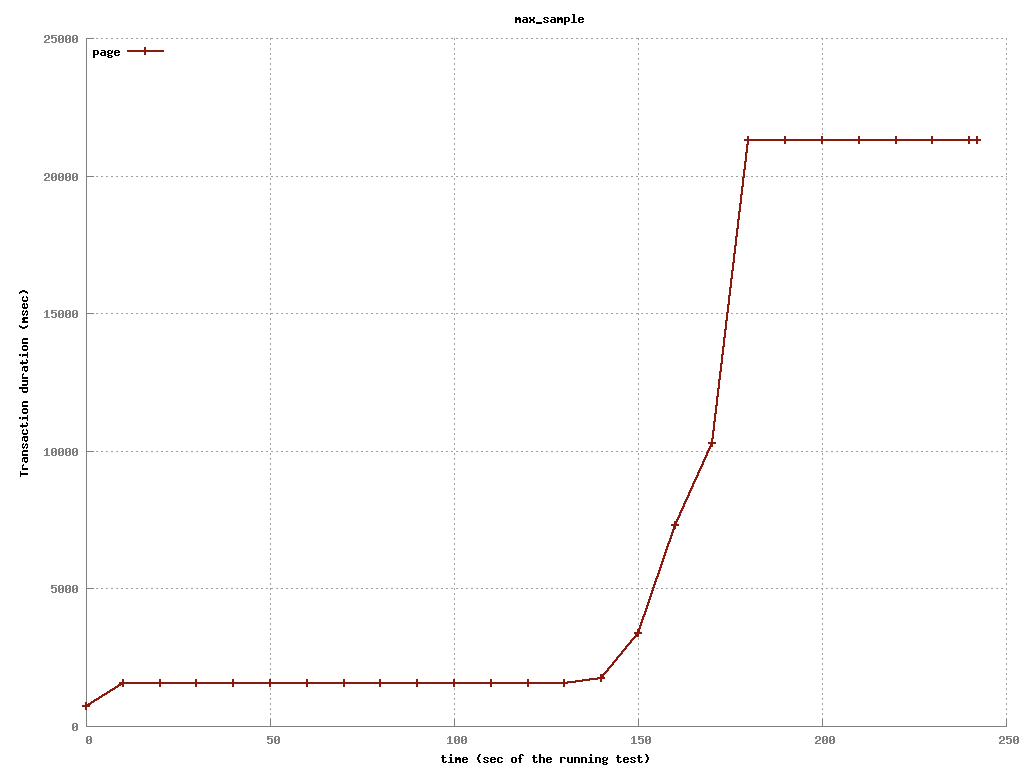 max_sample
25000
page
20000
15000
10000
5000
0
Transaction duration (msec)
0 50 100 150 200 250
time (sec of the running test)